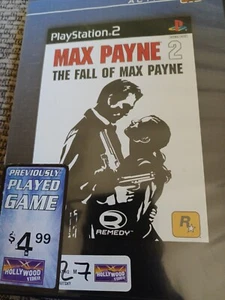 PlayStation 2
MAX PAYNE 2
THE FALL OF MAX PAYNE
PREVIOUSLY
PLAYED
GAME
$4.99
HOLLYWOOD
VIDEO
REMEDY
R
27
HOLLYWOOD